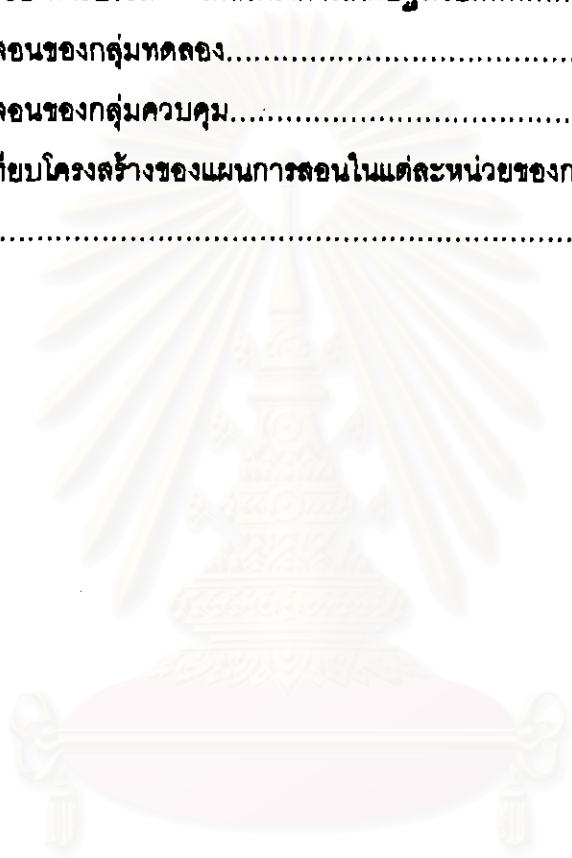 สอนของกลุ่มทดลอง........................................
สอนของกลุ่มควบคุม........................................
ทียบโครงสร้างของแผนการสอนในแต่ละหน่วยของก
................................................................